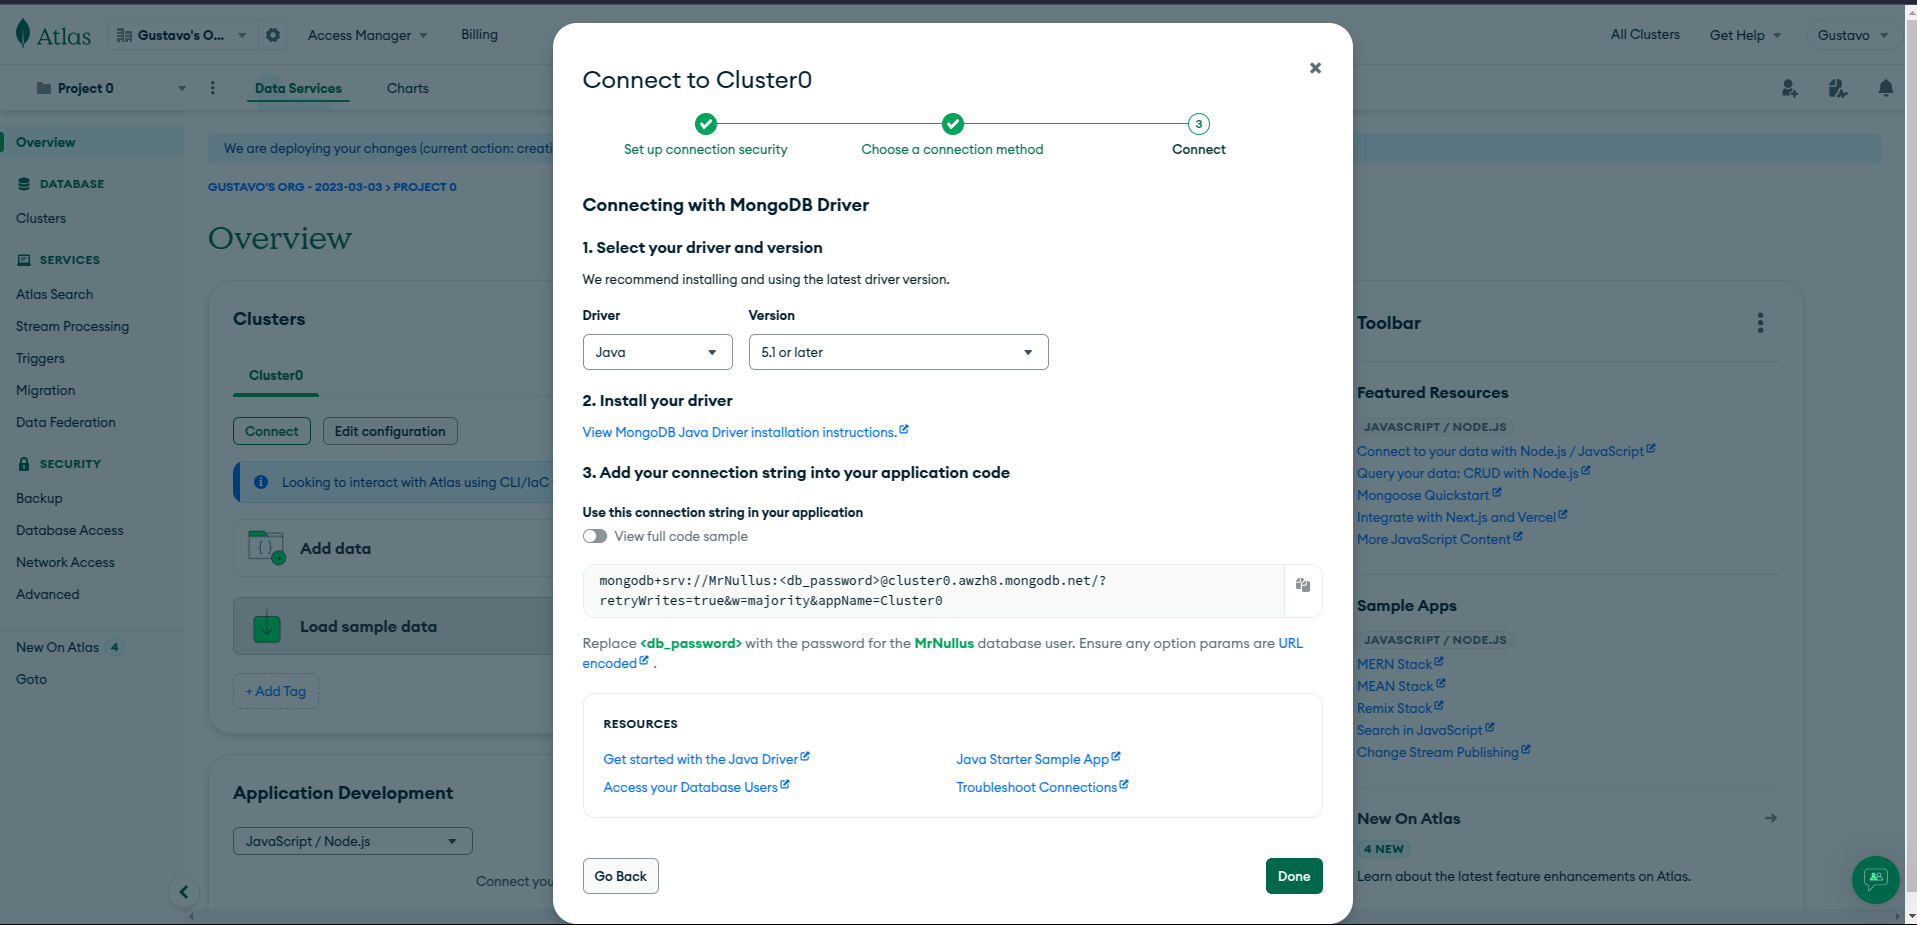 Atlas
Gustavo's O...
Access Manager
Billing
All Clusters
Get Help
Gustavo
Project 0
Data Services
Charts
Overview
DATABASE
Clusters
SERVICES
Atlas Search
Stream Processing
Triggers
Migration
Data Federation
SECURITY
Backup
Database Access
Network Access
Advanced
New On Atlas 4
Goto
We are deploying your changes (current action: creati
GUSTAVO'S ORG - 2023-03-03 > PROJECT 0
Overview
Clusters
Cluster0
Connect
Edit configuration
Looking to interact with Atlas using CLI/IaC
Add data
Load sample data
+ Add Tag
Application Development
JavaScript / Node.js
Connect you
Connect to Cluster0
Set up connection security
Choose a connection method
3
Connect
Connecting with MongoDB Driver
1. Select your driver and version
We recommend installing and using the latest driver version.
Driver
Version
Java
5.1 or later
2. Install your driver
View MongoDB Java Driver installation instructions.
3. Add your connection string into your application code
Use this connection string in your application
View full code sample
mongodb+srv://MrNullus:<db_password>@cluster0.awzh8.mongodb.net/?
retryWrites=true&w=majority&appName=Cluster0
Replace <db_password> with the password for the MrNullus database user. Ensure any option params are URL
encoded .
RESOURCES
Get started with the Java Driver
Java Starter Sample App
Access your Database Users
Troubleshoot Connections
Go Back
Done
Toolbar
Featured Resources
JAVASCRIPT / NODE.JS
Connect to your data with Node.js / JavaScript
Query your data: CRUD with Node.js
Mongoose Quickstart
Integrate with Next.js and Vercel
More JavaScript Content
Sample Apps
JAVASCRIPT / NODE.JS
MERN Stack
MEAN Stack
Remix Stack
Search in JavaScript
Change Stream Publishing
New On Atlas
4 NEW
Learn about the latest feature enhancements on Atlas.